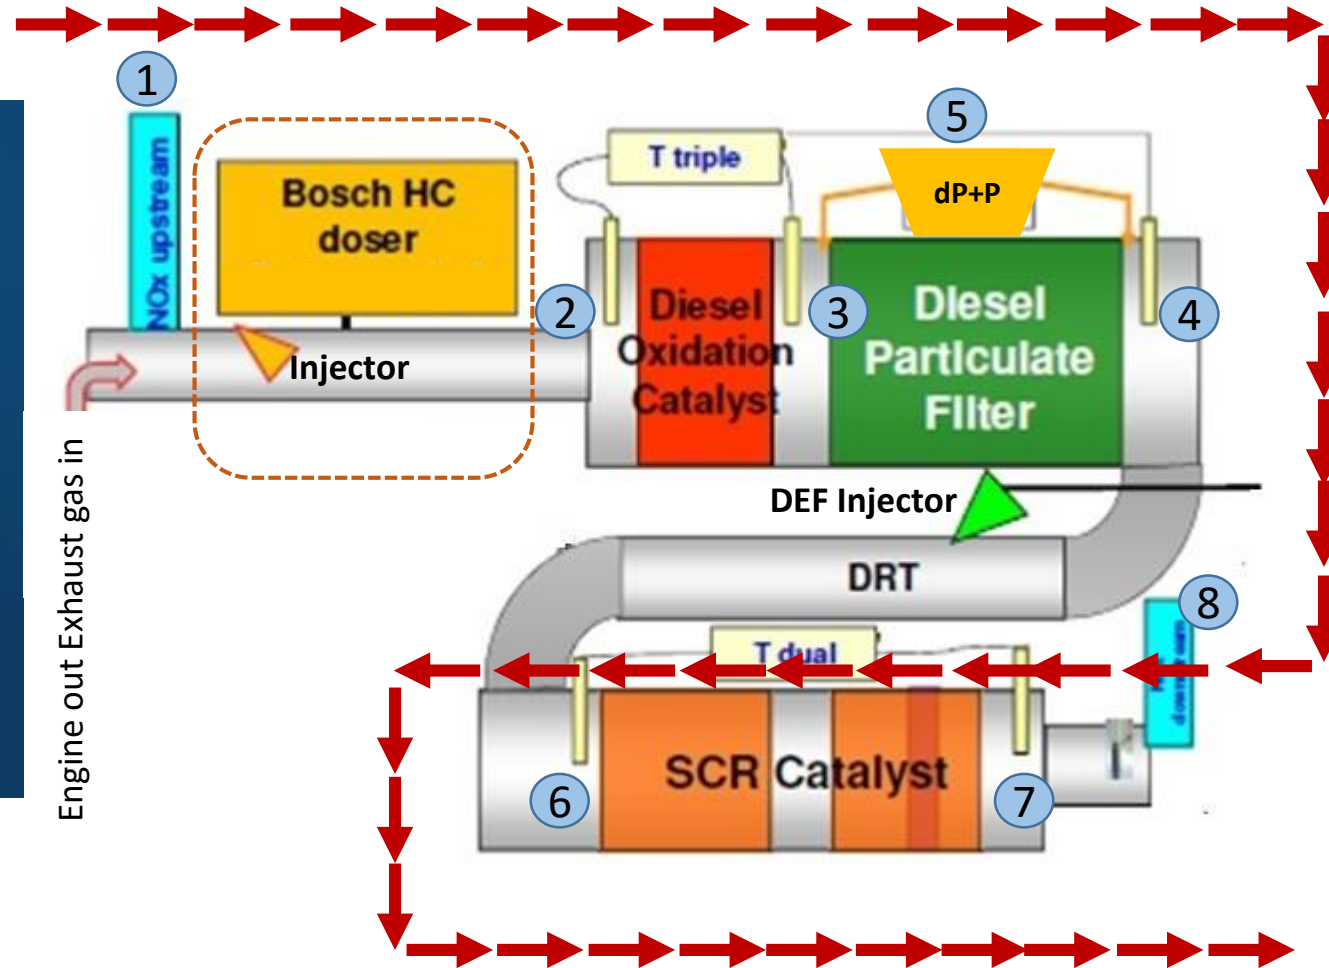 1
NOx upstream
Bosch HC
doser
Injector
Engine out Exhaust gas in
T triple
5
dP+P
2
Diesel
Oxidation
Catalyst
3
DIesel
Particulate
Filter
4
DEF Injector
DRT
8
T dual
6
SCR Catalyst
7